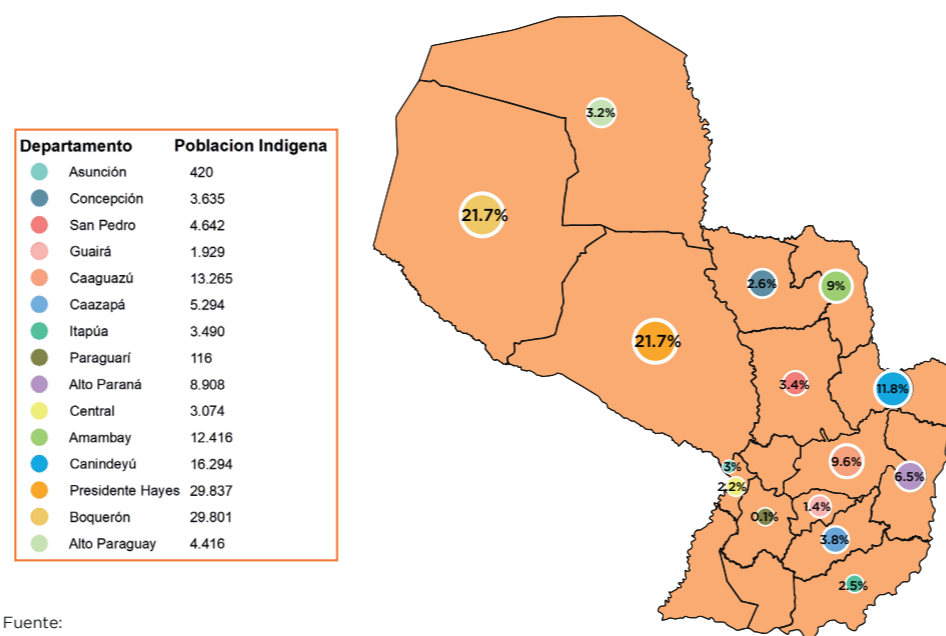 Departamento Poblacion Indigena
Asunción 420
Concepción 3.635
San Pedro 4.642
Guairá 1.929
Caaguazú 13.265
Caazapá 5.294
Itapúa 3.490
Paraguarí 116
Alto Paraná 8.908
Central 3.074
Amambay 12.416
Canindeyú 16.294
Presidente Hayes 29.837
Boquerón 29.801
Alto Paraguay 4.416
3.2%
21.7%
2.6%
9%
21.7%
3.4%
11.8%
9.6%
3%
6.5%
2.2%
1.4%
0.1%
3.8%
2.5%
Fuente: